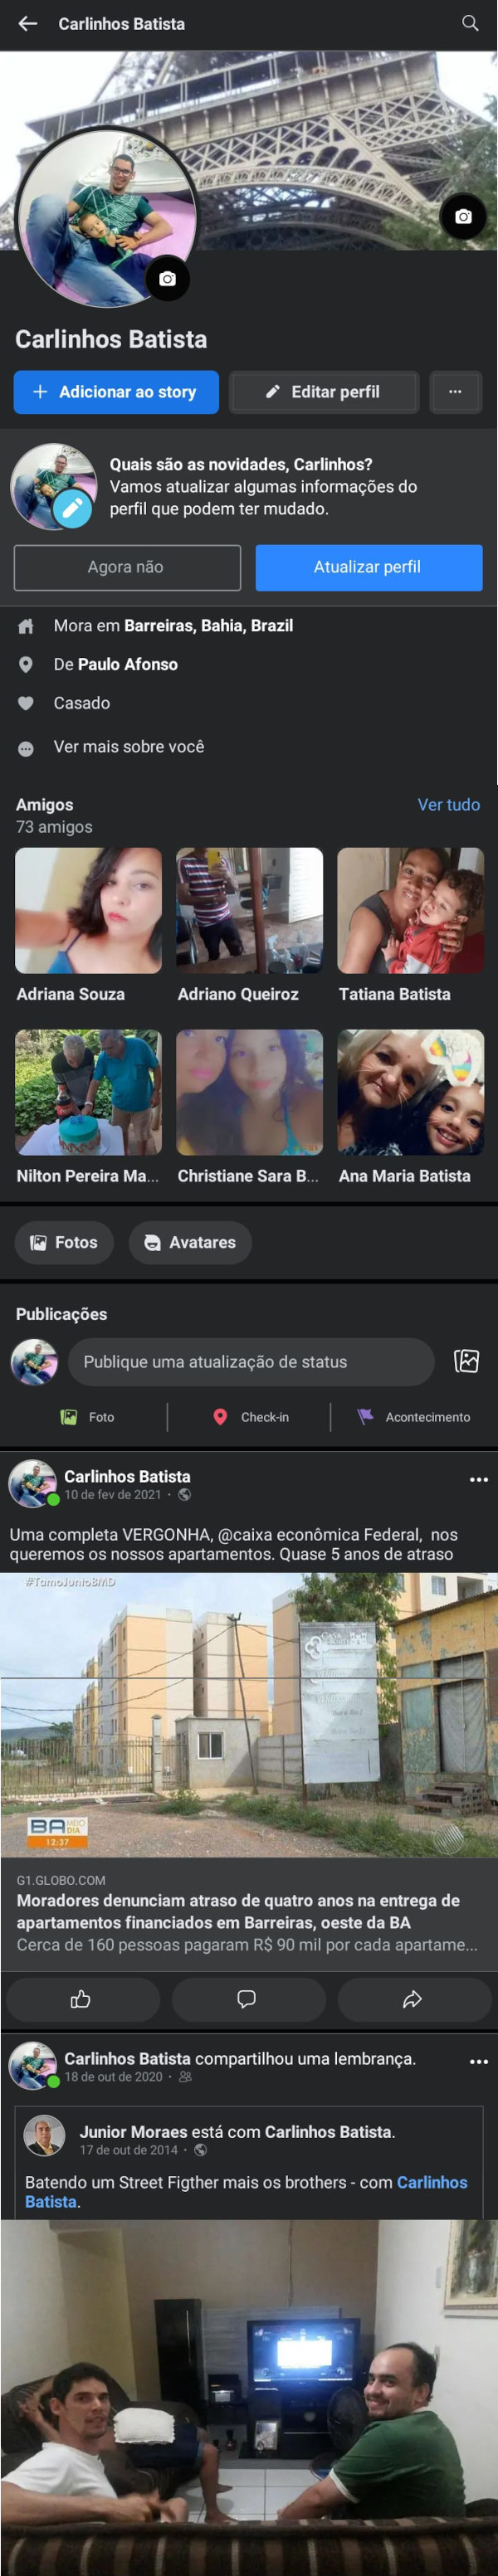 Carlinhos Batista
Carlinhos Batista
Adicionar ao story
Editar perfil
Quais são as novidades, Carlinhos?
Vamos atualizar algumas informações do
perfil que podem ter mudado.
Agora não
Atualizar perfil
Mora em Barreiras, Bahia, Brazil
De Paulo Afonso
Casado
Ver mais sobre você
Amigos
Ver tudo
73 amigos
Adriana Souza
Adriano Queiroz
Tatiana Batista
Nilton Pereira Ma...
Christiane Sara B...
Ana Maria Batista
Fotos
Avatares
Publicações
Publique uma atualização de status
Foto
Check-in
Acontecimento
Carlinhos Batista
10 de fev de 2021 ·
Uma completa VERGONHA, @caixa econômica Federal, nos
queremos os nossos apartamentos. Quase 5 anos de atraso
#TamoJuntoBMD
BA MEIO
DIA
12:37
G1.GLOBO.COM
Moradores denunciam atraso de quatro anos na entrega de
apartamentos financiados em Barreiras, oeste da BA
Cerca de 160 pessoas pagaram R$ 90 mil por cada apartame...
Carlinhos Batista compartilhou uma lembrança.
18 de out de 2020 ·
Junior Moraes está com Carlinhos Batista.
17 de out de 2014 ·
Batendo um Street Figther mais os brothers - com Carlinhos
Batista.